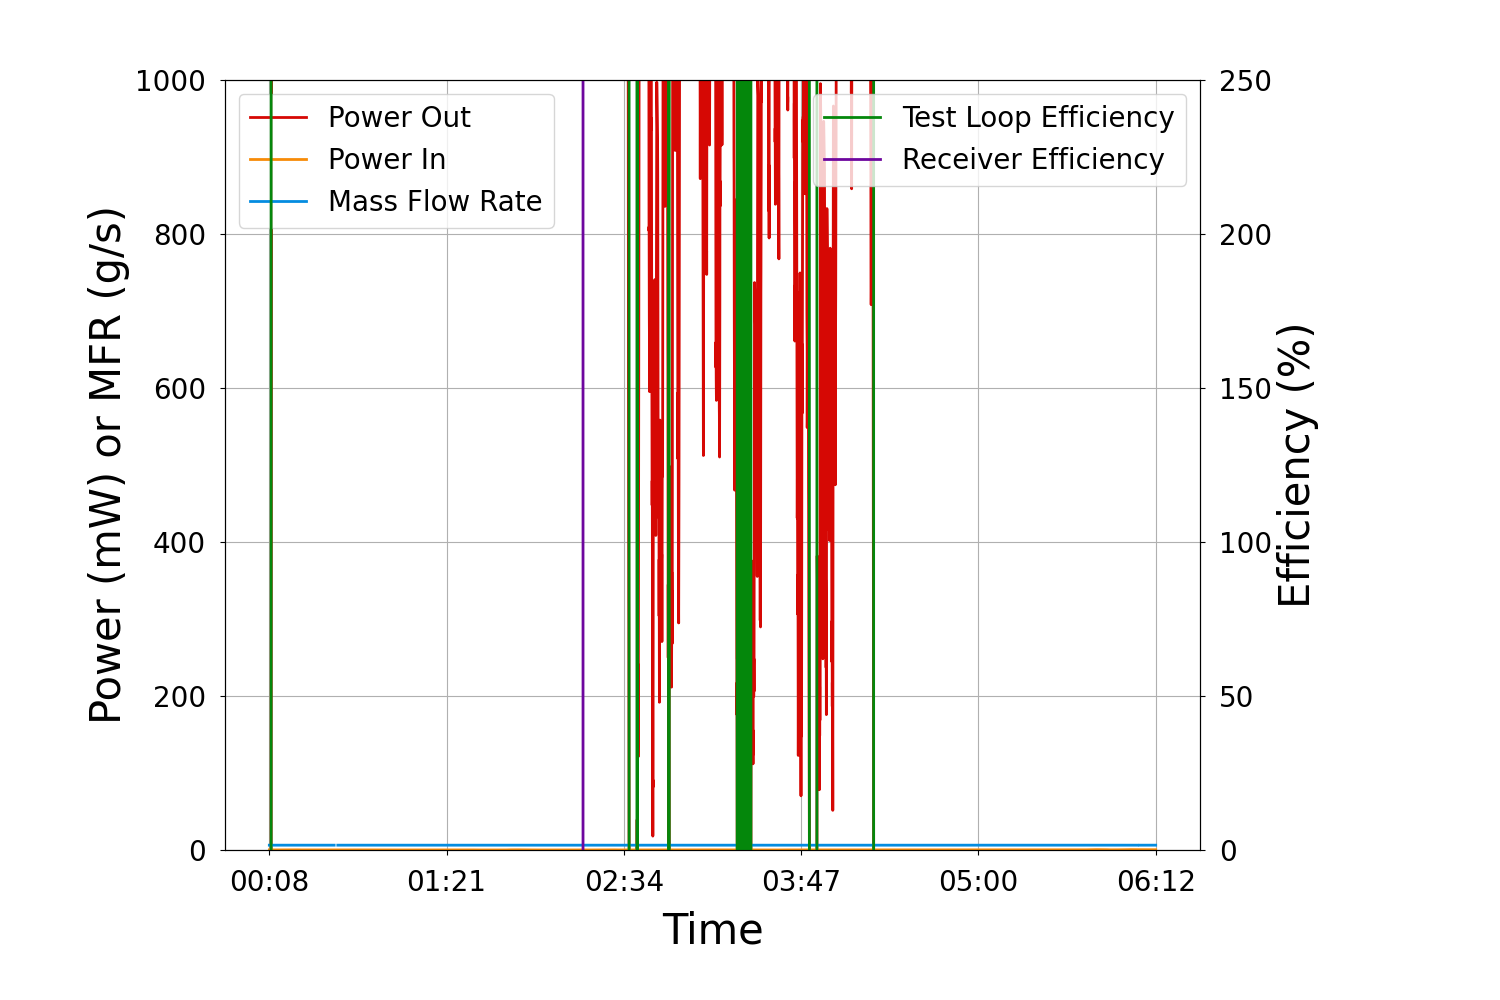 1000
800
600
400
200
0
Power (mW) or MFR (g/s)
Power Out
Power In
Mass Flow Rate
Test Loop Efficiency
Receiver Efficiency
250
200
150
100
50
0
Efficiency (%)
00:08 01:21 02:34 03:47 05:00 06:12
Time